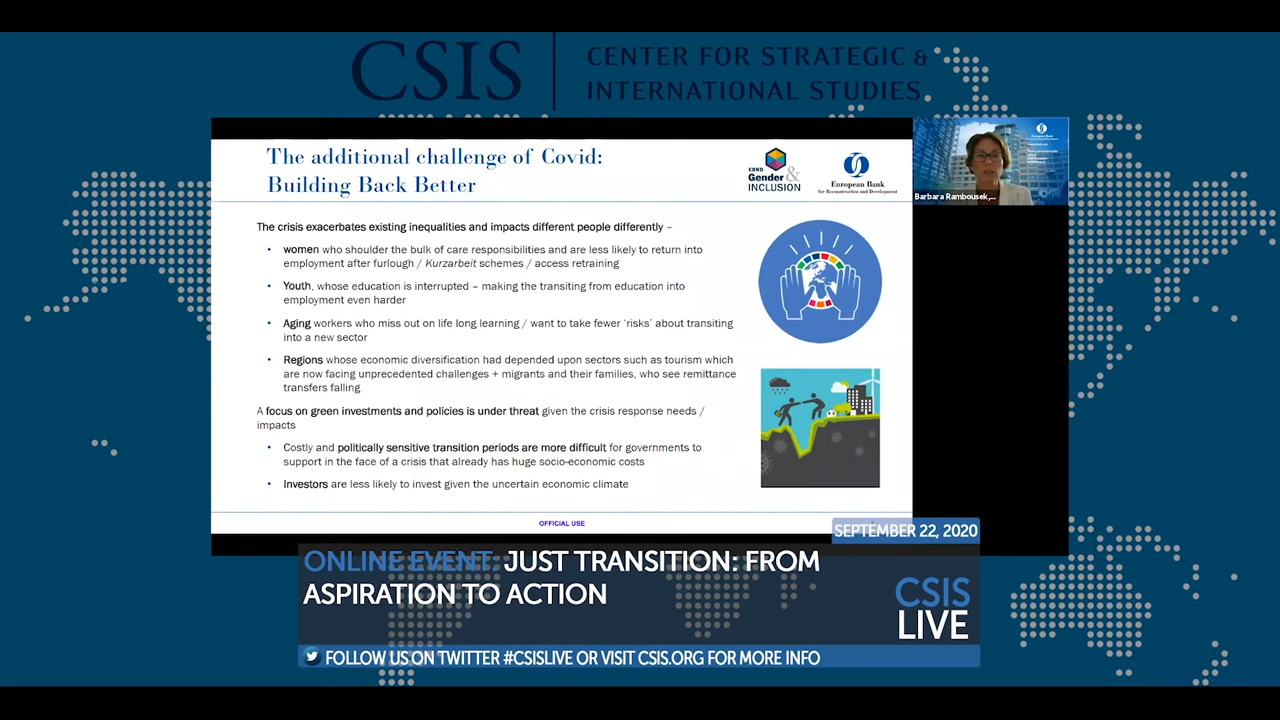 CSIS
CENTER FOR STRATEGIC &
INTERNATIONAL STUDIES
The additional challenge of Covid:
Building Back Better
EBRD
Gender &
INCLUSION
European Bank
for Reconstruction and Development
European Bank
Barbara Rambousek,...
The crisis exacerbates existing inequalities and impacts different people differently –
• women who shoulder the bulk of care responsibilities and are less likely to return into
employment after furlough / Kurzarbeit schemes / access retraining
• Youth, whose education is interrupted – making the transiting from education into
employment even harder
• Aging workers who miss out on life long learning / want to take fewer ‘risks’ about transiting
into a new sector
• Regions whose economic diversification had depended upon sectors such as tourism which
are now facing unprecedented challenges + migrants and their families, who see remittance
transfers falling
A focus on green investments and policies is under threat given the crisis response needs /
impacts
• Costly and politically sensitive transition periods are more difficult for governments to
support in the face of a crisis that already has huge socio-economic costs
• Investors are less likely to invest given the uncertain economic climate
OFFICIAL USE
SEPTEMBER 22, 2020
ONLINE EVENT: JUST TRANSITION: FROM
ASPIRATION TO ACTION
CSIS
LIVE
FOLLOW US ON TWITTER #CSISLIVE OR VISIT CSIS.ORG FOR MORE INFO